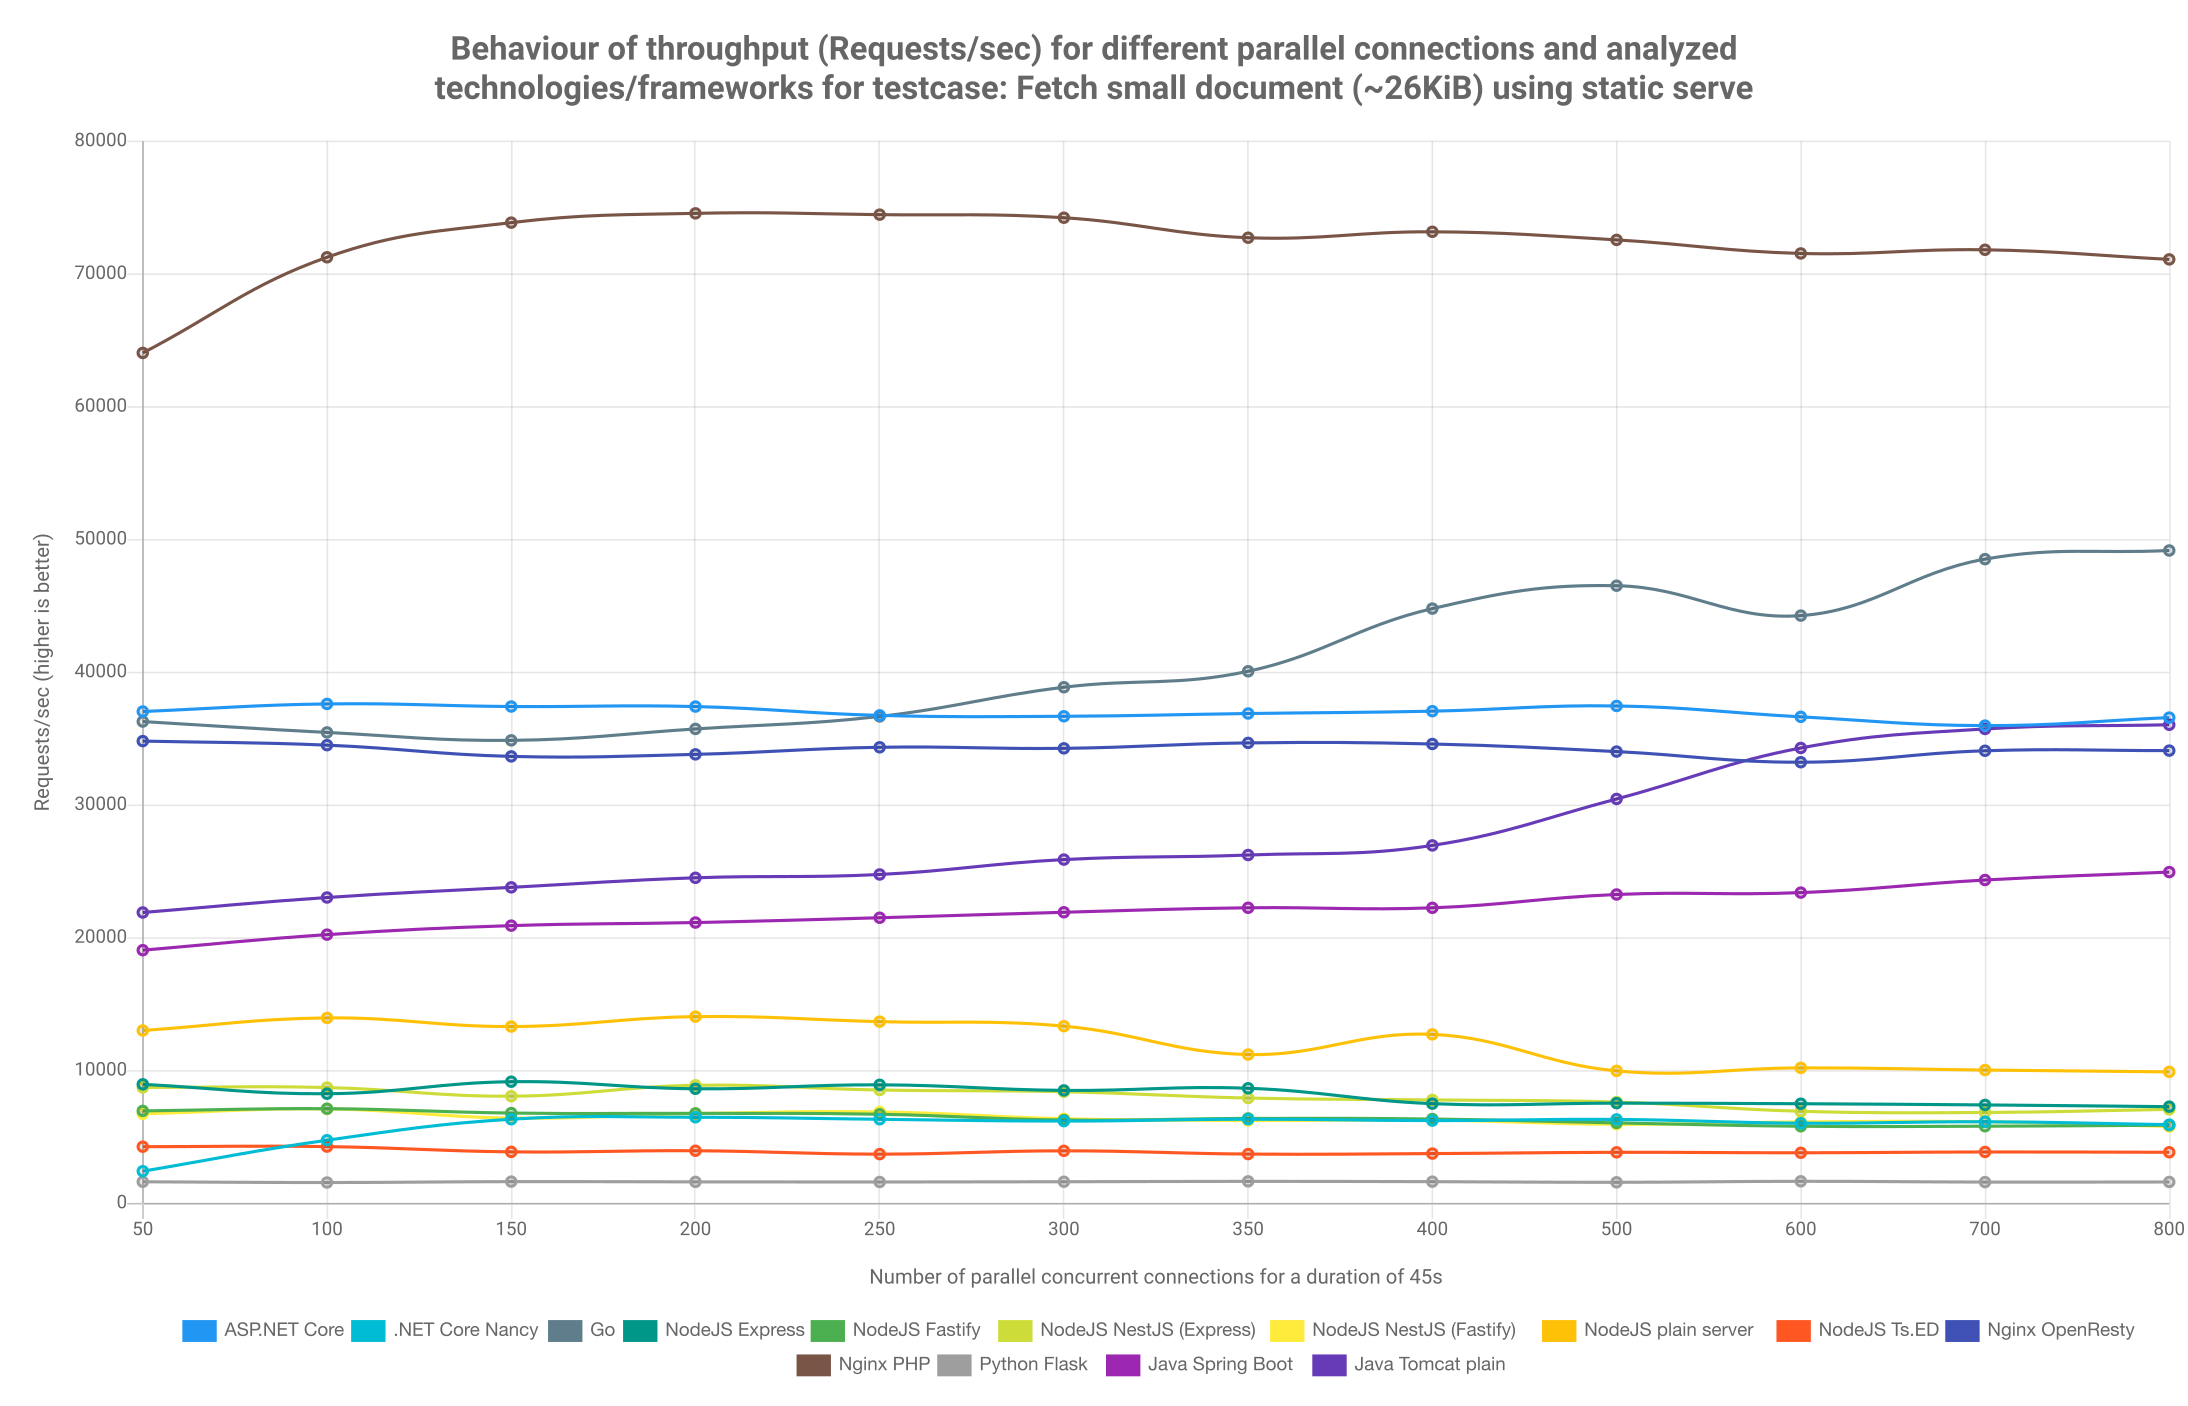 Behaviour of throughput (Requests/sec) for different parallel connections and analyzed
technologies/frameworks for testcase: Fetch small document (~26KiB) using static serve
80000
70000
60000
50000
40000
30000
20000
10000
0
Requests/sec (higher is better)
50 100 150 200 250 300 350 400 500 600 700 800
Number of parallel concurrent connections for a duration of 45s
ASP.NET Core .NET Core Nancy Go NodeJS Express NodeJS Fastify NodeJS NestJS (Express) NodeJS NestJS (Fastify) NodeJS plain server NodeJS Ts.ED Nginx OpenResty
Nginx PHP Python Flask Java Spring Boot Java Tomcat plain